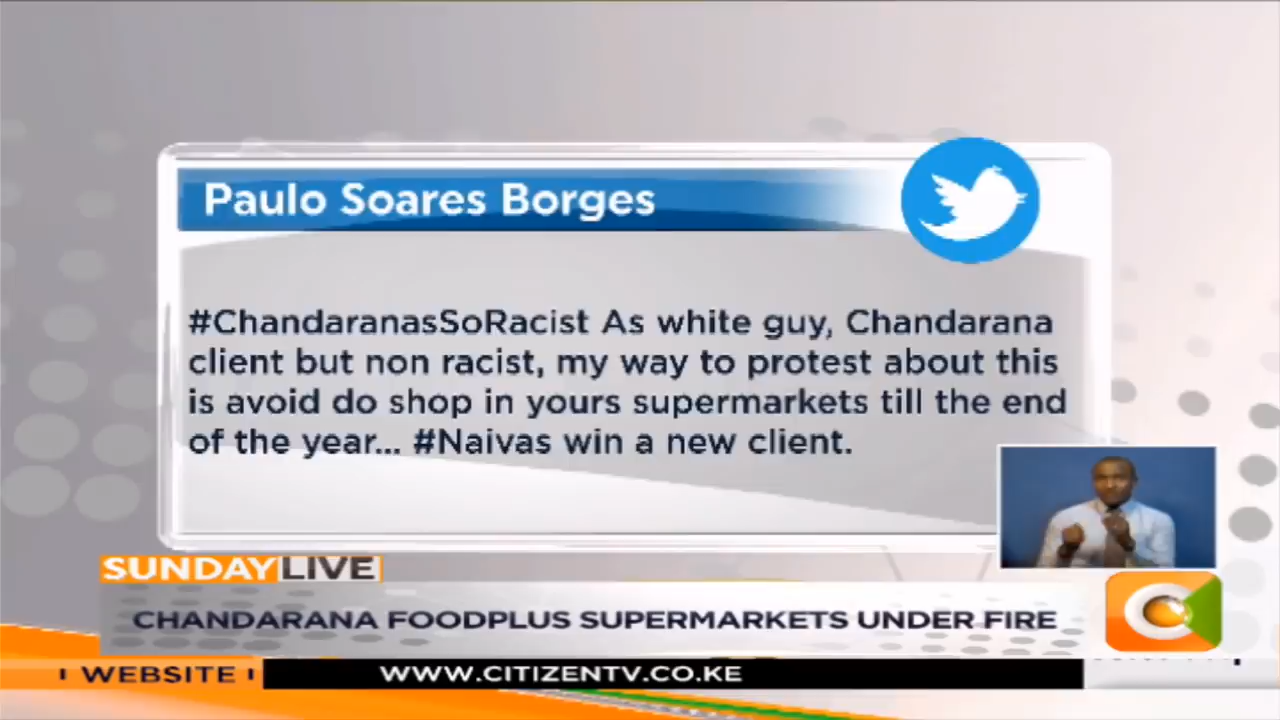 Paulo Soares Borges
#ChandaranasSoRacist As white guy, Chandarana
client but non racist, my way to protest about this
is avoid do shop in yours supermarkets till the end
of the year... #Naivas win a new client.
SUNDAY LIVE
CHANDARANA FOODPLUS SUPERMARKETS UNDER FIRE
WEBSITE
WWW.CITIZENTV.CO.KE